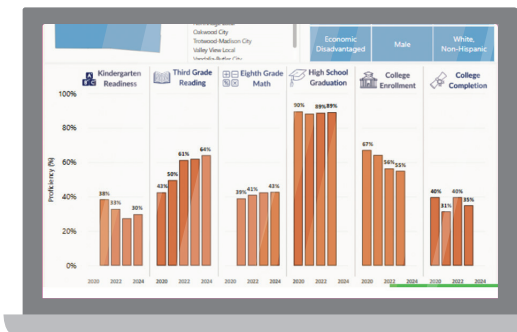 Oakwood City
Trotwood-Madison City
Valley View Local
Economic
Disadvantaged
Male
White,
Non-Hispanic
Kindergarten
Readiness
Third Grade
Reading
Eighth Grade
Math
High School
Graduation
College
Enrollment
College
Completion
Proficiency (%)
100%
80%
60%
40%
20%
0%
38%
33%
30%
43%
50%
61%
64%
39%
41%
43%
90%
89%
89%
67%
56%
55%
40%
31%
40%
35%
2020 2022 2024
2020 2022 2024
2020 2022 2024
2020 2022 2024
2020 2022 2024
2020 2022 2024